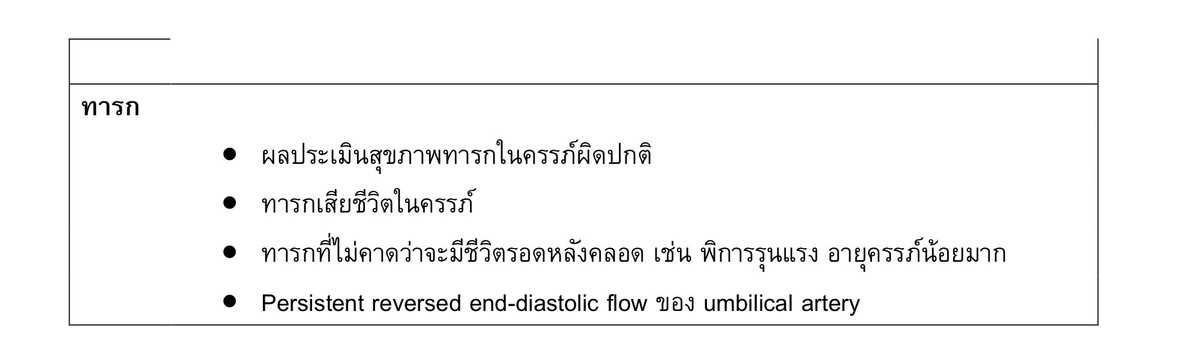 ทารก
● ผลประเมินสุขภาพทารกในครรภ์ผิดปกติ
● ทารกเสียชีวิตในครรภ์
● ทารกที่ไม่คาดว่าจะมีชีวิตรอดหลังคลอด เช่น พิการรุนแรง อายุครรภ์น้อยมาก
● Persistent reversed end-diastolic flow ของ umbilical artery